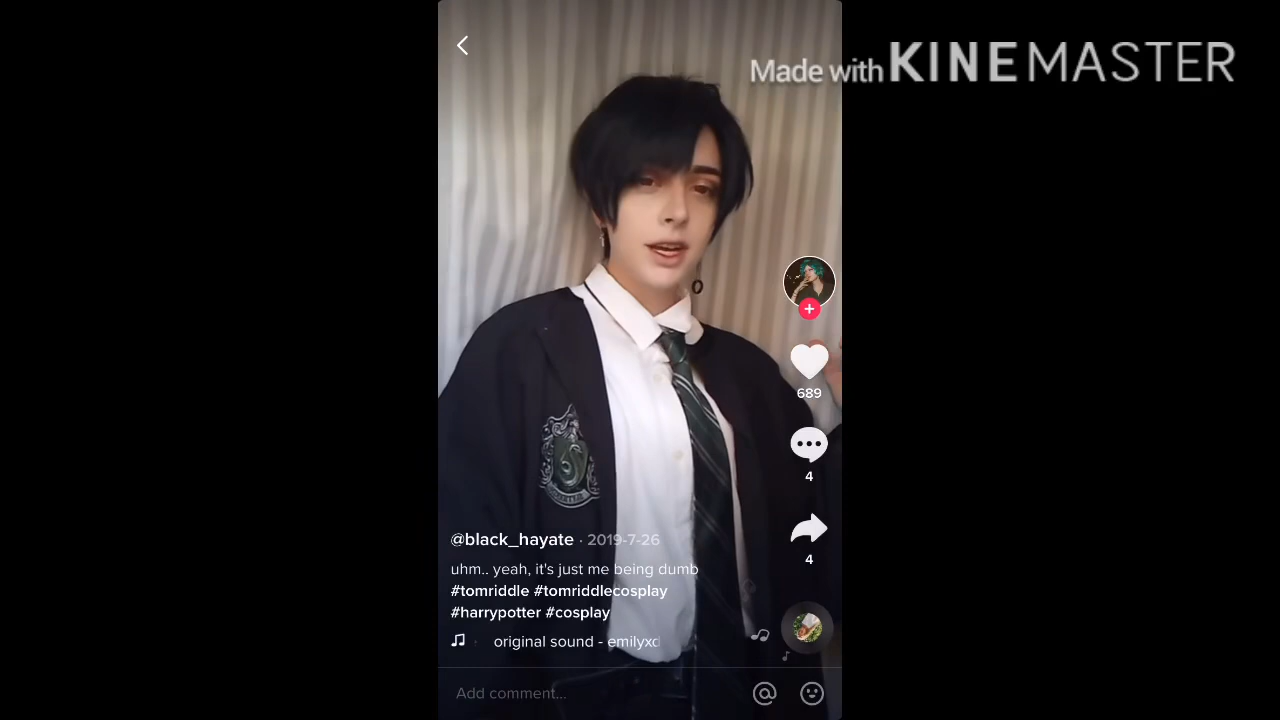 Made with KINEMASTER
689
4
4
@black_hayate · 2019-7-26
uhm.. yeah, it's just me being dumb
#tomriddle #tomriddlecosplay
#harrypotter #cosplay
original sound - emilyxc
Add comment...